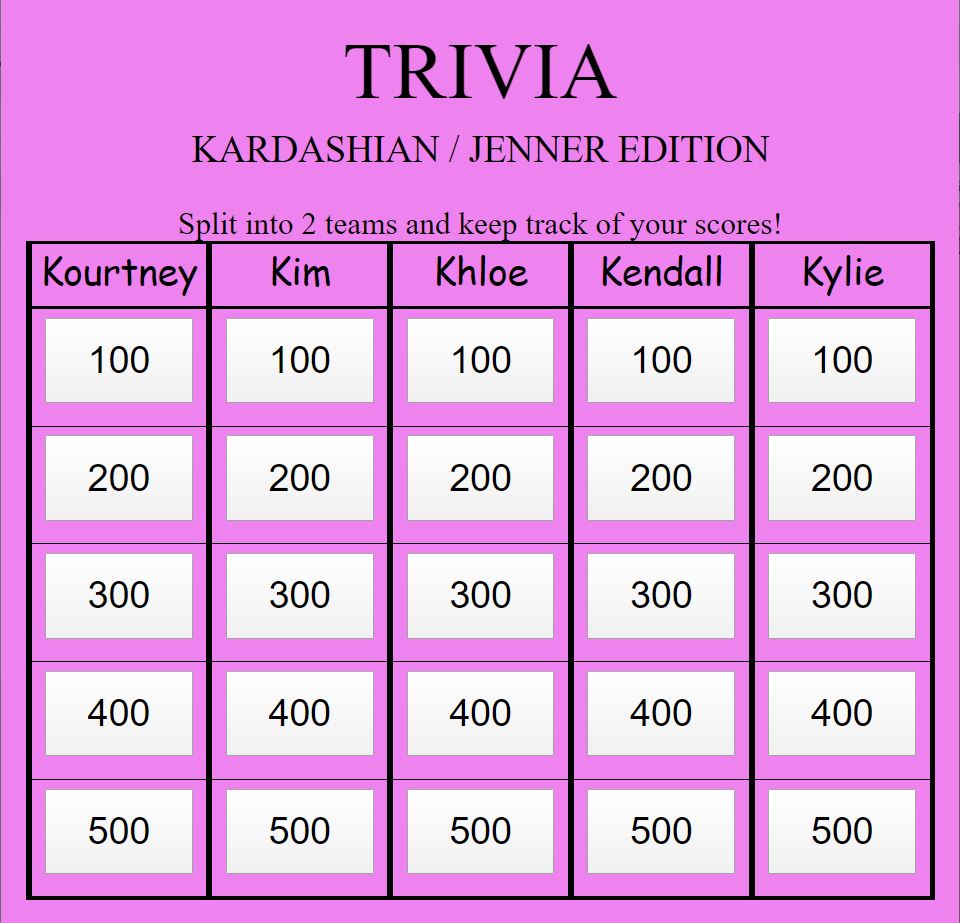 TRIVIA
KARDASHIAN / JENNER EDITION
Split into 2 teams and keep track of your scores!
Kourtney Kim Khloe Kendall Kylie
100 100 100 100 100
200 200 200 200 200
300 300 300 300 300
400 400 400 400 400
500 500 500 500 500